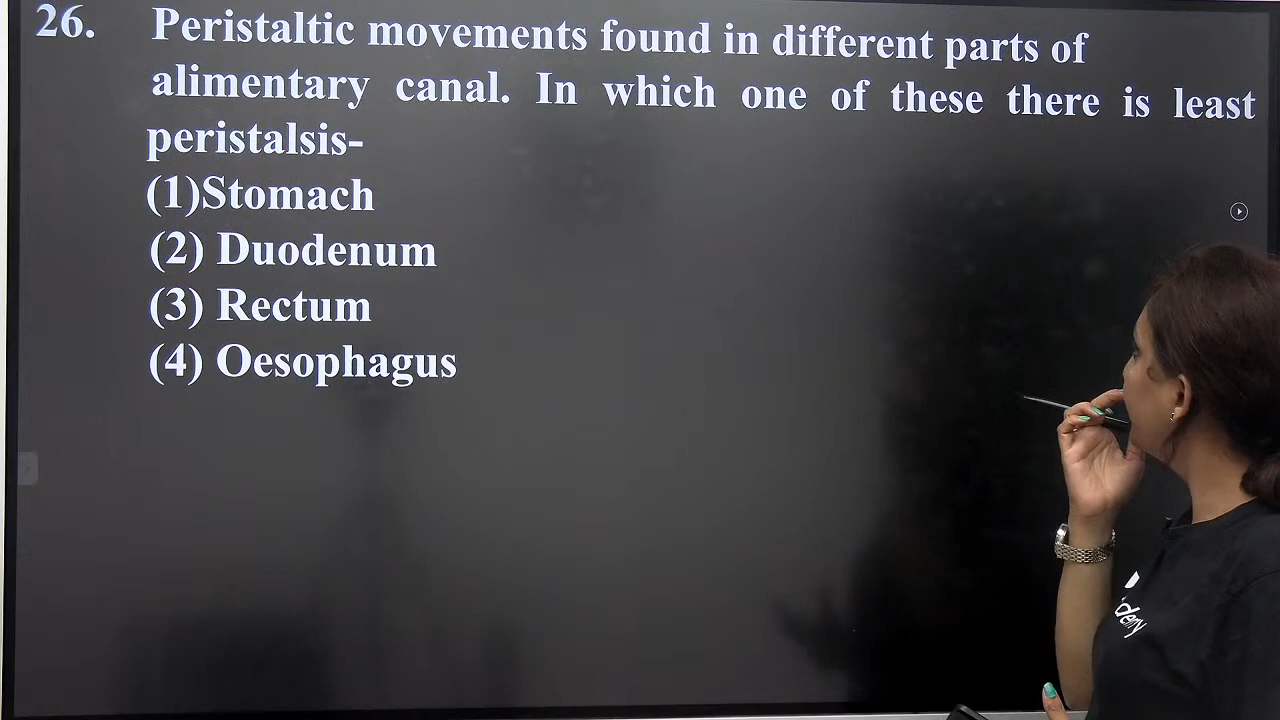 26. Peristaltic movements found in different parts of
alimentary canal. In which one of these there is least
peristalsis-
(1)Stomach
(2) Duodenum
(3) Rectum
(4) Oesophagus